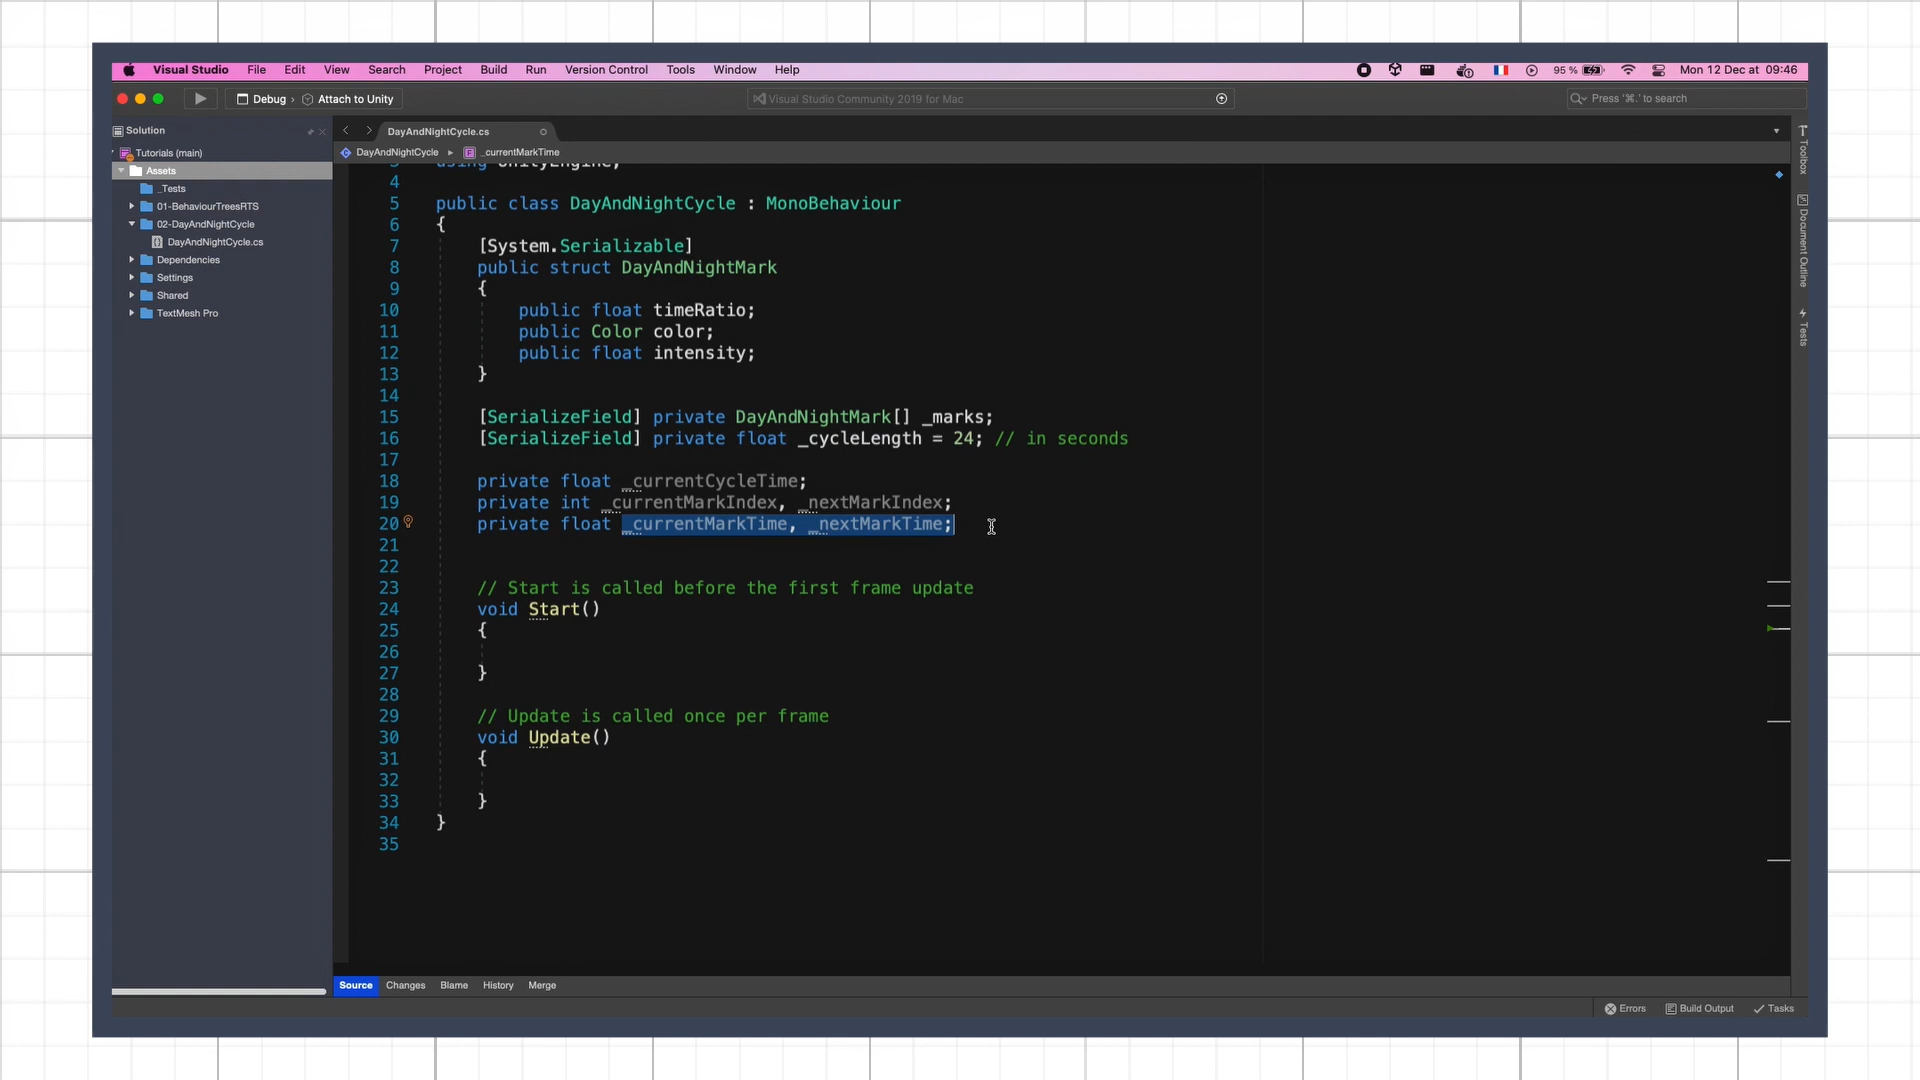 Visual Studio File Edit View Search Project Build Run Version Control Tools Window Help 95 % Mon 12 Dec at 09:46
Debug › Attach to Unity Visual Studio Community 2019 for Mac Press '⌘.' to search
Solution
Tutorials (main)
Assets
_Tests
01-BehaviourTreesRTS
02-DayAndNightCycle
DayAndNightCycle.cs
Dependencies
Settings
Shared
TextMesh Pro
DayAndNightCycle.cs
DayAndNightCycle ▸ _currentMarkTime
3 using UnityEngine;
4
5 public class DayAndNightCycle : MonoBehaviour
6 {
7 [System.Serializable]
8 public struct DayAndNightMark
9 {
10 public float timeRatio;
11 public Color color;
12 public float intensity;
13 }
14
15 [SerializeField] private DayAndNightMark[] _marks;
16 [SerializeField] private float _cycleLength = 24; // in seconds
17
18 private float _currentCycleTime;
19 private int _currentMarkIndex, _nextMarkIndex;
20 private float _currentMarkTime, _nextMarkTime;
21
22
23 // Start is called before the first frame update
24 void Start()
25 {
26
27 }
28
29 // Update is called once per frame
30 void Update()
31 {
32
33 }
34 }
35
Toolbox
Document Outline
Tests
Source Changes Blame History Merge
Errors Build Output Tasks